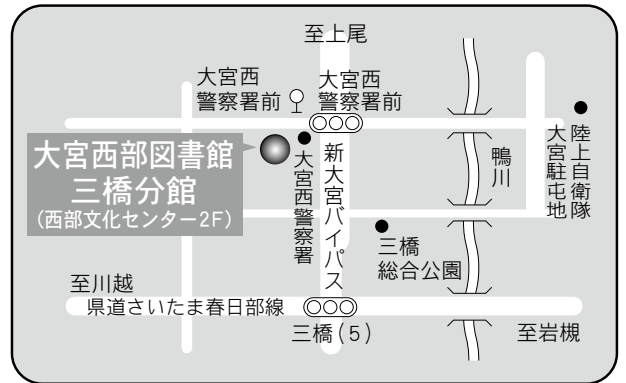 至上尾
大宮西
警察署前
大宮西
警察署前
大宮西部図書館
三橋分館
(西部文化センター2F)
大宮西警察署
新大宮バイパス
鴨川
陸上自衛隊
大宮駐屯地
三橋
総合公園
至川越
県道さいたま春日部線
三橋(5)
至岩槻